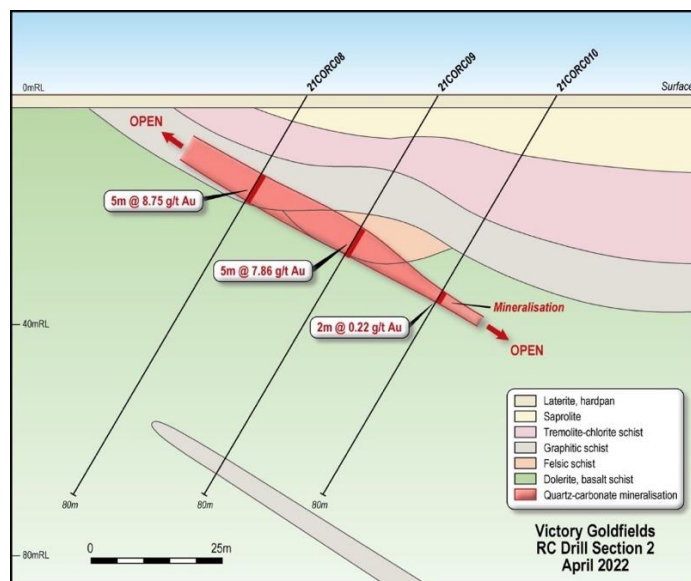 21CORC08
21CORC09
21CORC010
0mRL
Surface
OPEN
5m @ 8.75 g/t Au
5m @ 7.86 g/t Au
Mineralisation
2m @ 0.22 g/t Au
40mRL
OPEN
Laterite, hardpan
Saprolite
Tremolite-chlorite schist
Graphitic schist
Felsic schist
Dolerite, basalt schist
Quartz-carbonate mineralisation
80m
80m
80m
Victory Goldfields
RC Drill Section 2
April 2022
0
25m
80mRL